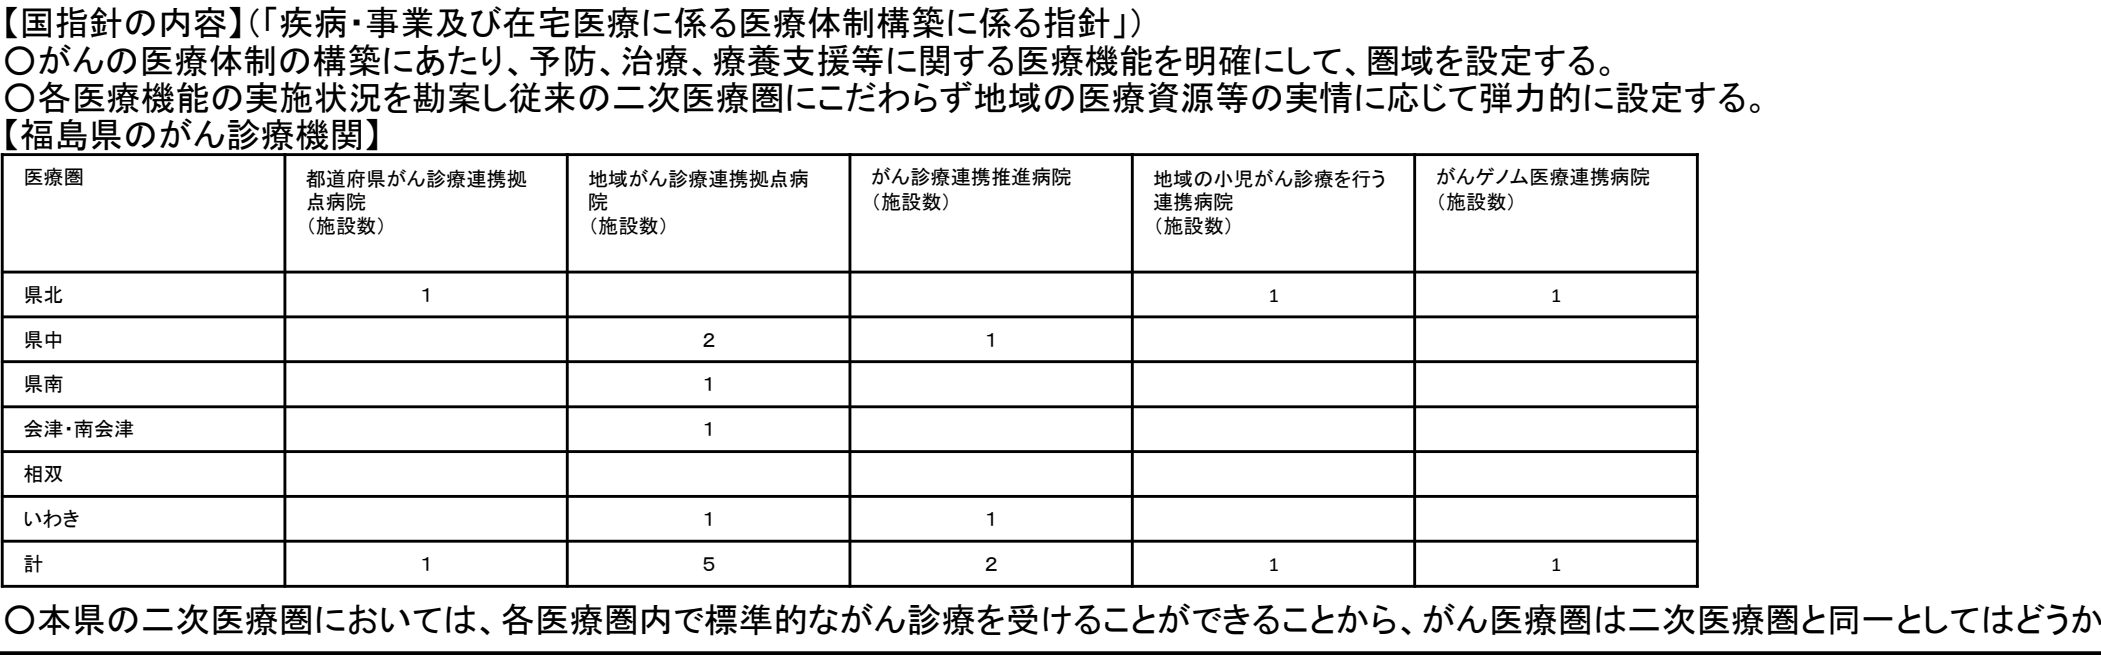 【国指針の内容】（「疾病・事業及び在宅医療に係る医療体制構築に係る指針」）
〇がんの医療体制の構築にあたり、予防、治療、療養支援等に関する医療機能を明確にして、圏域を設定する。
〇各医療機能の実施状況を勘案し従来の二次医療圏にこだわらず地域の医療資源等の実情に応じて弾力的に設定する。
【福島県のがん診療機関】
医療圏 都道府県がん診療連携拠点病院（施設数） 地域がん診療連携拠点病院（施設数） がん診療連携推進病院（施設数） 地域の小児がん診療を行う連携病院（施設数） がんゲノム医療連携病院（施設数）
県北 1 1 1
県中 2 1
県南 1
会津・南会津 1
相双
いわき 1 1
計 1 5 2 1 1
〇本県の二次医療圏においては、各医療圏内で標準的ながん診療を受けることができることから、がん医療圏は二次医療圏と同一としてはどうか